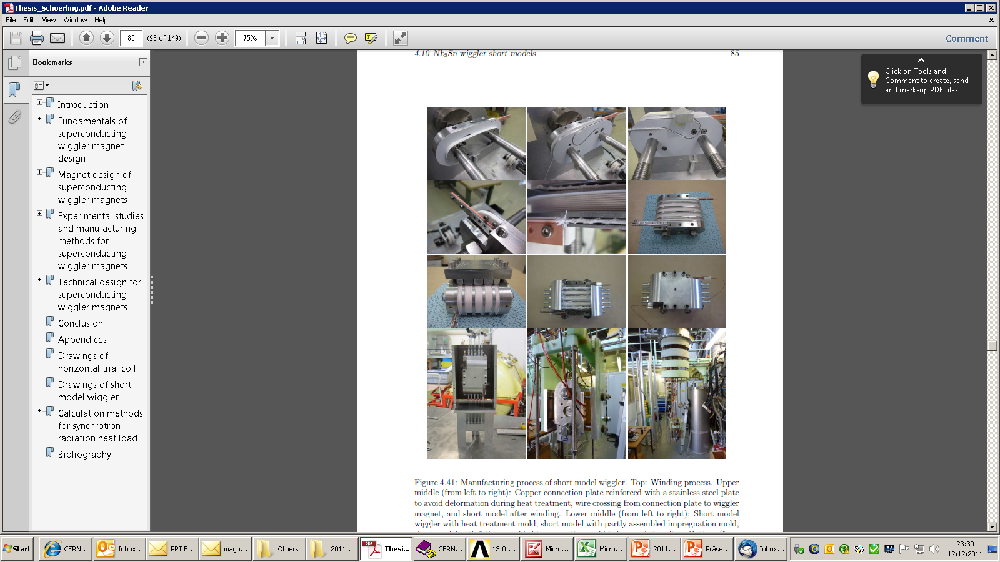 Thesis_Schoerling.pdf - Adobe Reader
File Edit View Window Help
85 (93 of 149) 75% Comment
Bookmarks
Introduction
Fundamentals of
superconducting
wiggler magnet
design
Magnet design of
superconducting
wiggler magnets
Experimental studies
and manufacturing
methods for
superconducting
wiggler magnets
Technical design for
superconducting
wiggler magnets
Conclusion
Appendices
Drawings of
horizontal trial coil
Drawings of short
model wiggler
Calculation methods
for synchrotron
radiation heat load
Bibliography
4.10 Nb₃Sn wiggler short models 85
Click on Tools and
Comment to create, send
and mark-up PDF files.
Figure 4.41: Manufacturing process of short model wiggler. Top: Winding process. Upper
middle (from left to right): Copper connection plate reinforced with a stainless steel plate
to avoid deformation during heat treatment, wire crossing from connection plate to wiggler
magnet, and short model after winding. Lower middle (from left to right): Short model
wiggler with heat treatment mold, short model with partly assembled impregnation mold,
Start CERN... Inbox... PPT E... magn... Others 2011... Thesi... CERN... 13.0:... Micro... Micro... 2011... Präse... Inbox... 23:30
12/12/2011